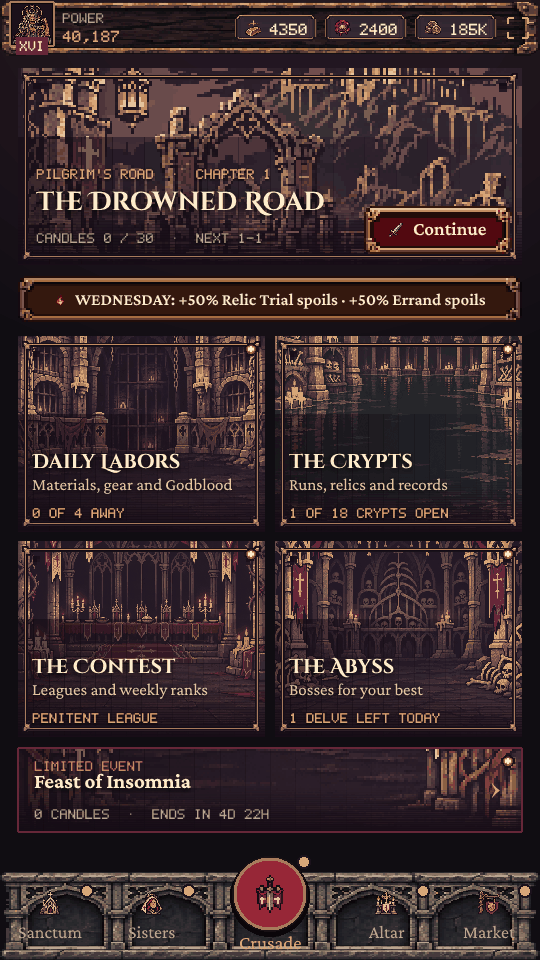 POWER
40,187
XVI
4350
2400
185K
PILGRIM'S ROAD · CHAPTER 1 · —
THE DROWNED ROAD
CANDLES 0 / 30 · NEXT 1-1
Continue
WEDNESDAY: +50% Relic Trial spoils · +50% Errand spoils
DAILY LABORS
Materials, gear and Godblood
0 OF 4 AWAY
THE CRYPTS
Runs, relics and records
1 OF 18 CRYPTS OPEN
THE CONTEST
Leagues and weekly ranks
PENITENT LEAGUE
THE ABYSS
Bosses for your best
1 DELVE LEFT TODAY
LIMITED EVENT
Feast of Insomnia
0 CANDLES · ENDS IN 4D 22H
Sanctum
Sisters
Crusade
Altar
Market